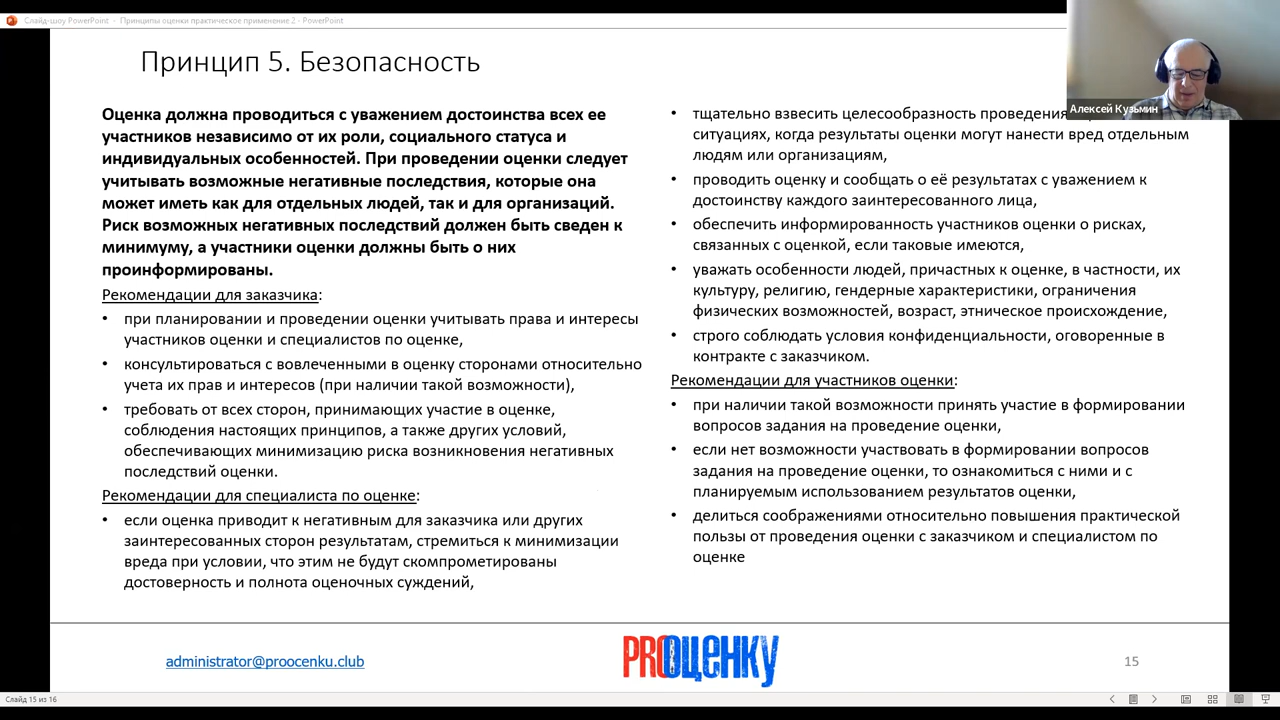 Слайд-шоу PowerPoint - Принципы оценки практическое применение 2 - PowerPoint
Принцип 5. Безопасность
Алексей Кузьмин
Оценка должна проводиться с уважением достоинства всех ее
участников независимо от их роли, социального статуса и
индивидуальных особенностей. При проведении оценки следует
учитывать возможные негативные последствия, которые она
может иметь как для отдельных людей, так и для организаций.
Риск возможных негативных последствий должен быть сведен к
минимуму, а участники оценки должны быть о них
проинформированы.
Рекомендации для заказчика:
• при планировании и проведении оценки учитывать права и интересы
участников оценки и специалистов по оценке,
• консультироваться с вовлеченными в оценку сторонами относительно
учета их прав и интересов (при наличии такой возможности),
• требовать от всех сторон, принимающих участие в оценке,
соблюдения настоящих принципов, а также других условий,
обеспечивающих минимизацию риска возникновения негативных
последствий оценки.
Рекомендации для специалиста по оценке:
• если оценка приводит к негативным для заказчика или других
заинтересованных сторон результатам, стремиться к минимизации
вреда при условии, что этим не будут скомпрометированы
достоверность и полнота оценочных суждений,
• тщательно взвесить целесообразность проведения
ситуациях, когда результаты оценки могут нанести вред отдельным
людям или организациям,
• проводить оценку и сообщать о её результатах с уважением к
достоинству каждого заинтересованного лица,
• обеспечить информированность участников оценки о рисках,
связанных с оценкой, если таковые имеются,
• уважать особенности людей, причастных к оценке, в частности, их
культуру, религию, гендерные характеристики, ограничения
физических возможностей, возраст, этническое происхождение,
• строго соблюдать условия конфиденциальности, оговоренные в
контракте с заказчиком.
Рекомендации для участников оценки:
• при наличии такой возможности принять участие в формировании
вопросов задания на проведение оценки,
• если нет возможности участвовать в формировании вопросов
задания на проведение оценки, то ознакомиться с ними и с
планируемым использованием результатов оценки,
• делиться соображениями относительно повышения практической
пользы от проведения оценки с заказчиком и специалистом по
оценке
administrator@proocenku.club
PROОЦЕНКУ
15
Слайд 15 из 16